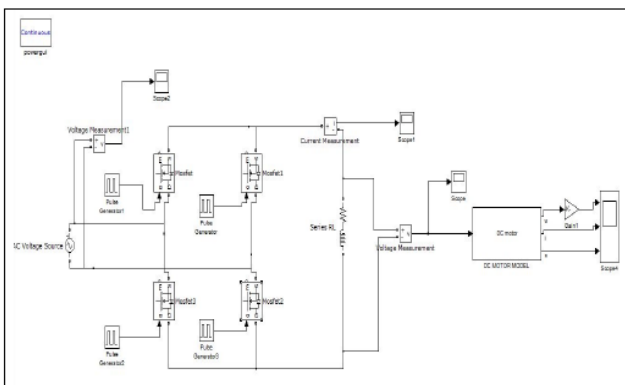 Continuous
powergui
Scope2
Voltage Measurement1
Current Measurement
Scope1
Mosfet
Mosfet1
Scope
Pulse
Generator1
Pulse
Generator
Series RL
DC motor
Gain1
AC Voltage Source
Voltage Measurement
DC MOTOR MODEL
Scope4
Mosfet3
Mosfet2
Pulse
Generator2
Pulse
Generator3